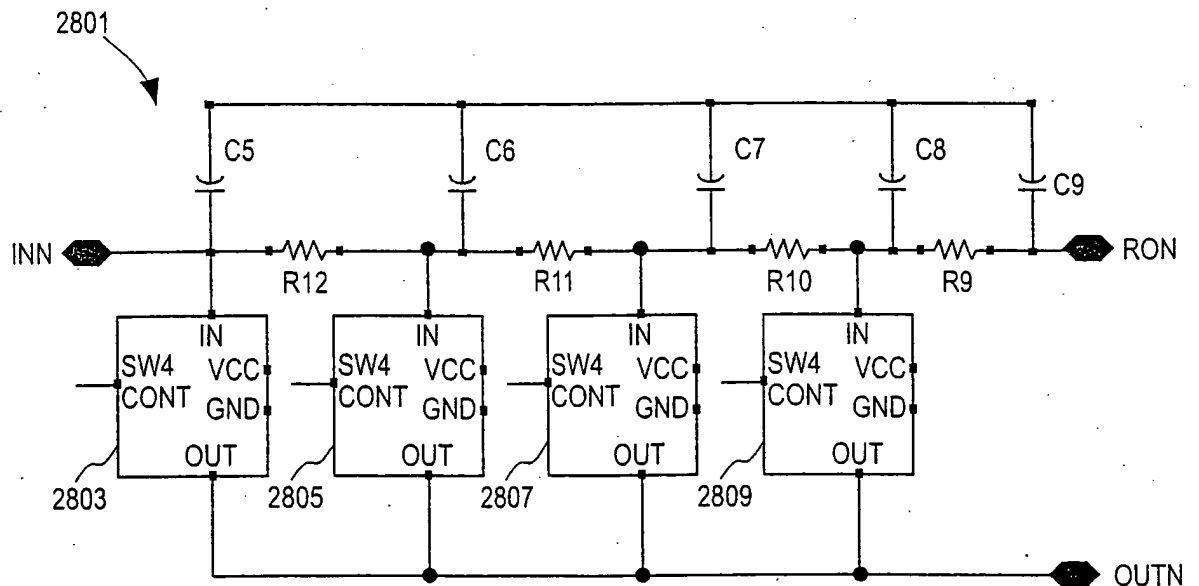 2801
C5
C6
C7
C8
C9
INN
R12
R11
R10
R9
RON
IN
SW4
CONT
VCC
GND
OUT
2803
IN
SW4
CONT
VCC
GND
OUT
2805
IN
SW4
CONT
VCC
GND
OUT
2807
IN
SW4
CONT
VCC
GND
OUT
2809
OUTN